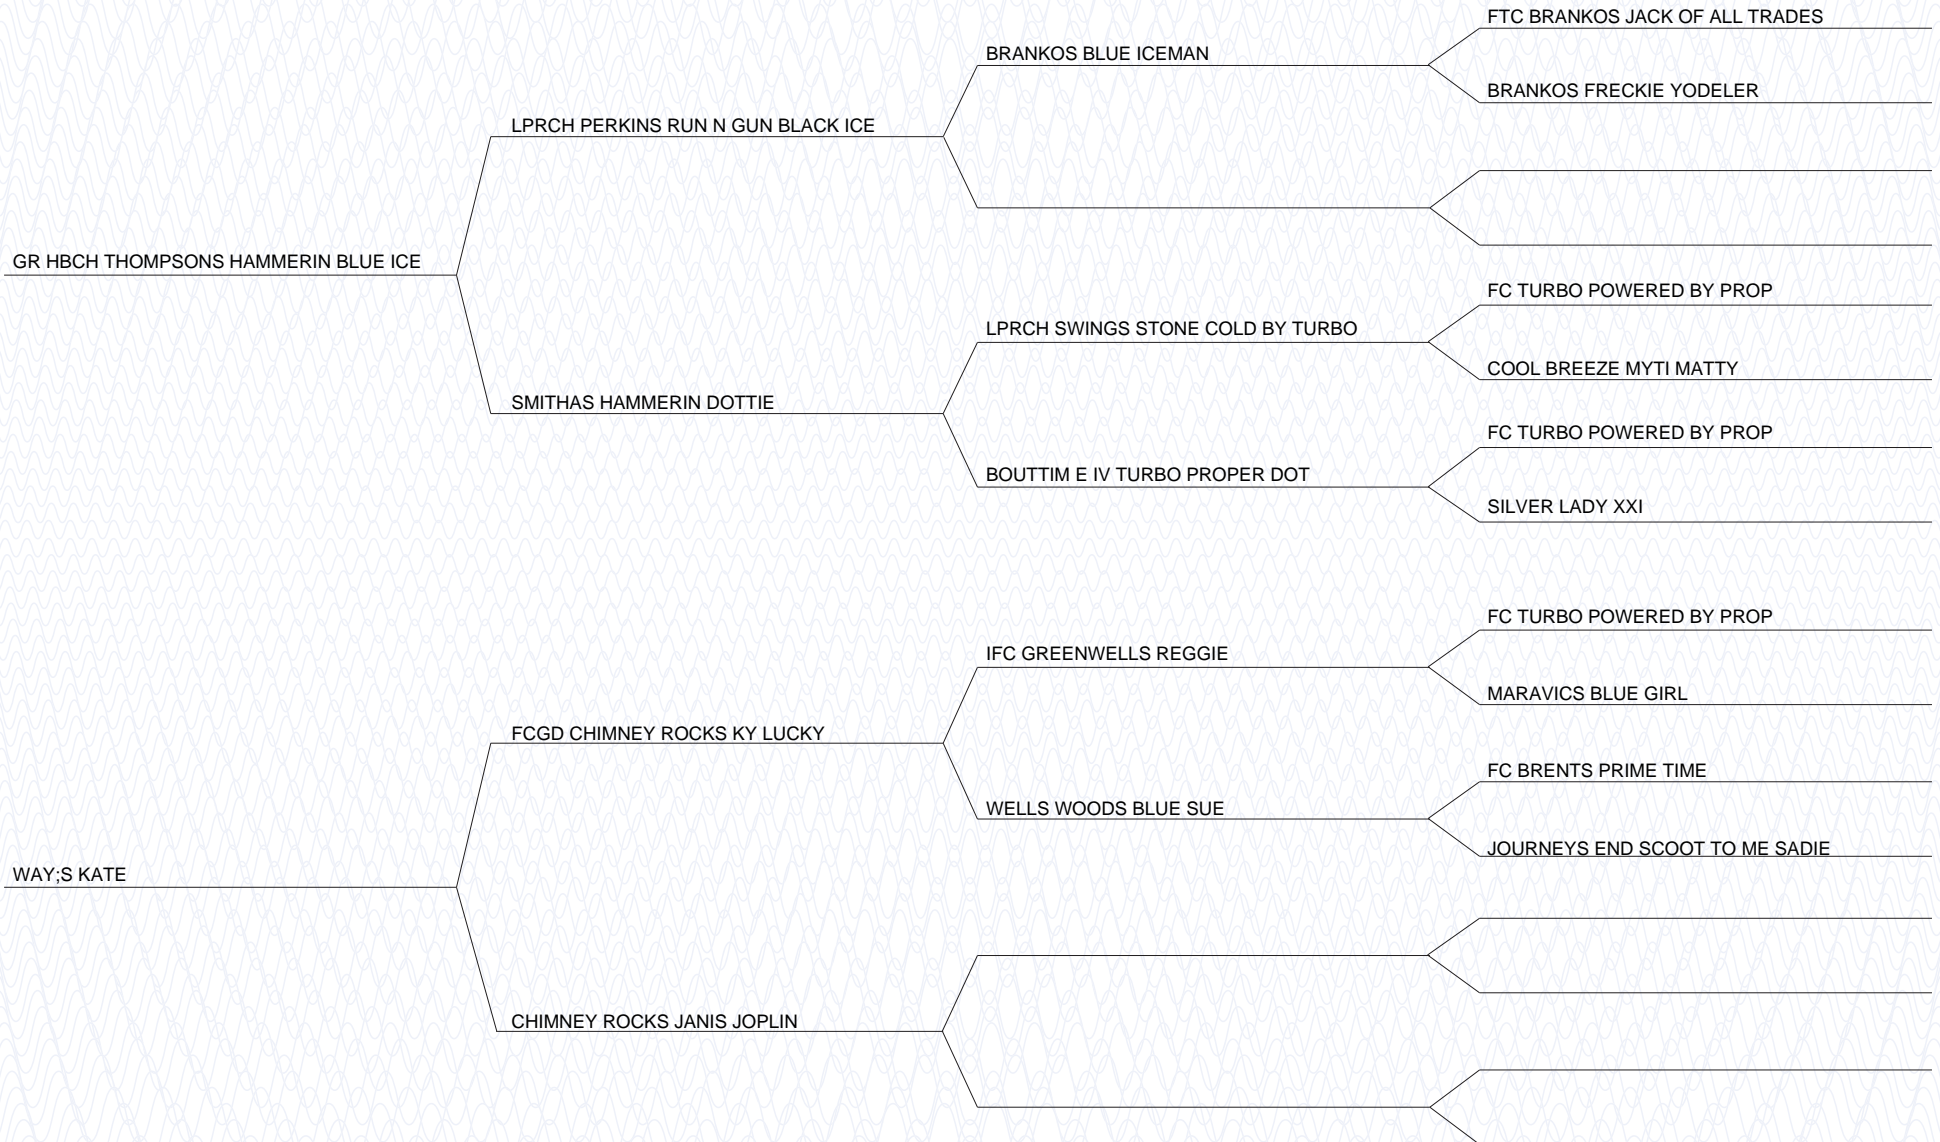 FTC BRANKOS JACK OF ALL TRADES
BRANKOS BLUE ICEMAN
BRANKOS FRECKIE YODELER
LPRCH PERKINS RUN N GUN BLACK ICE
GR HBCH THOMPSONS HAMMERIN BLUE ICE
FC TURBO POWERED BY PROP
LPRCH SWINGS STONE COLD BY TURBO
COOL BREEZE MYTI MATTY
SMITHAS HAMMERIN DOTTIE
FC TURBO POWERED BY PROP
BOUTTIM E IV TURBO PROPER DOT
SILVER LADY XXI
FC TURBO POWERED BY PROP
IFC GREENWELLS REGGIE
MARAVICS BLUE GIRL
FCGD CHIMNEY ROCKS KY LUCKY
FC BRENTS PRIME TIME
WELLS WOODS BLUE SUE
JOURNEYS END SCOOT TO ME SADIE
WAY;S KATE
CHIMNEY ROCKS JANIS JOPLIN